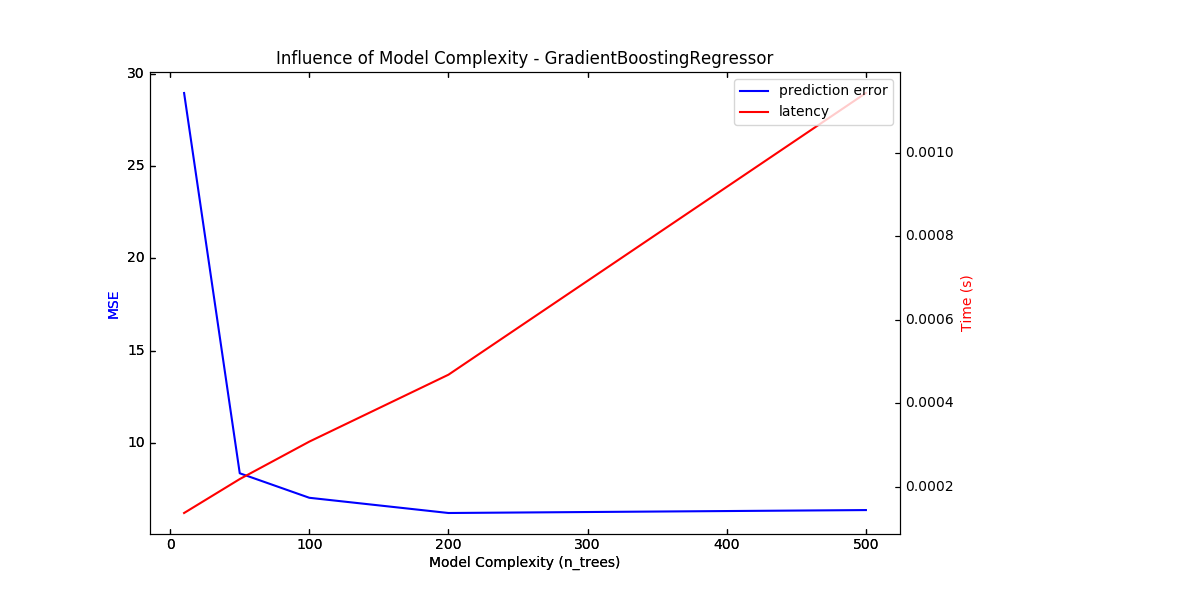 Influence of Model Complexity - GradientBoostingRegressor
prediction error
latency
30
25
20
15
10
MSE
0.0010
0.0008
0.0006
0.0004
0.0002
Time (s)
0 100 200 300 400 500
Model Complexity (n_trees)